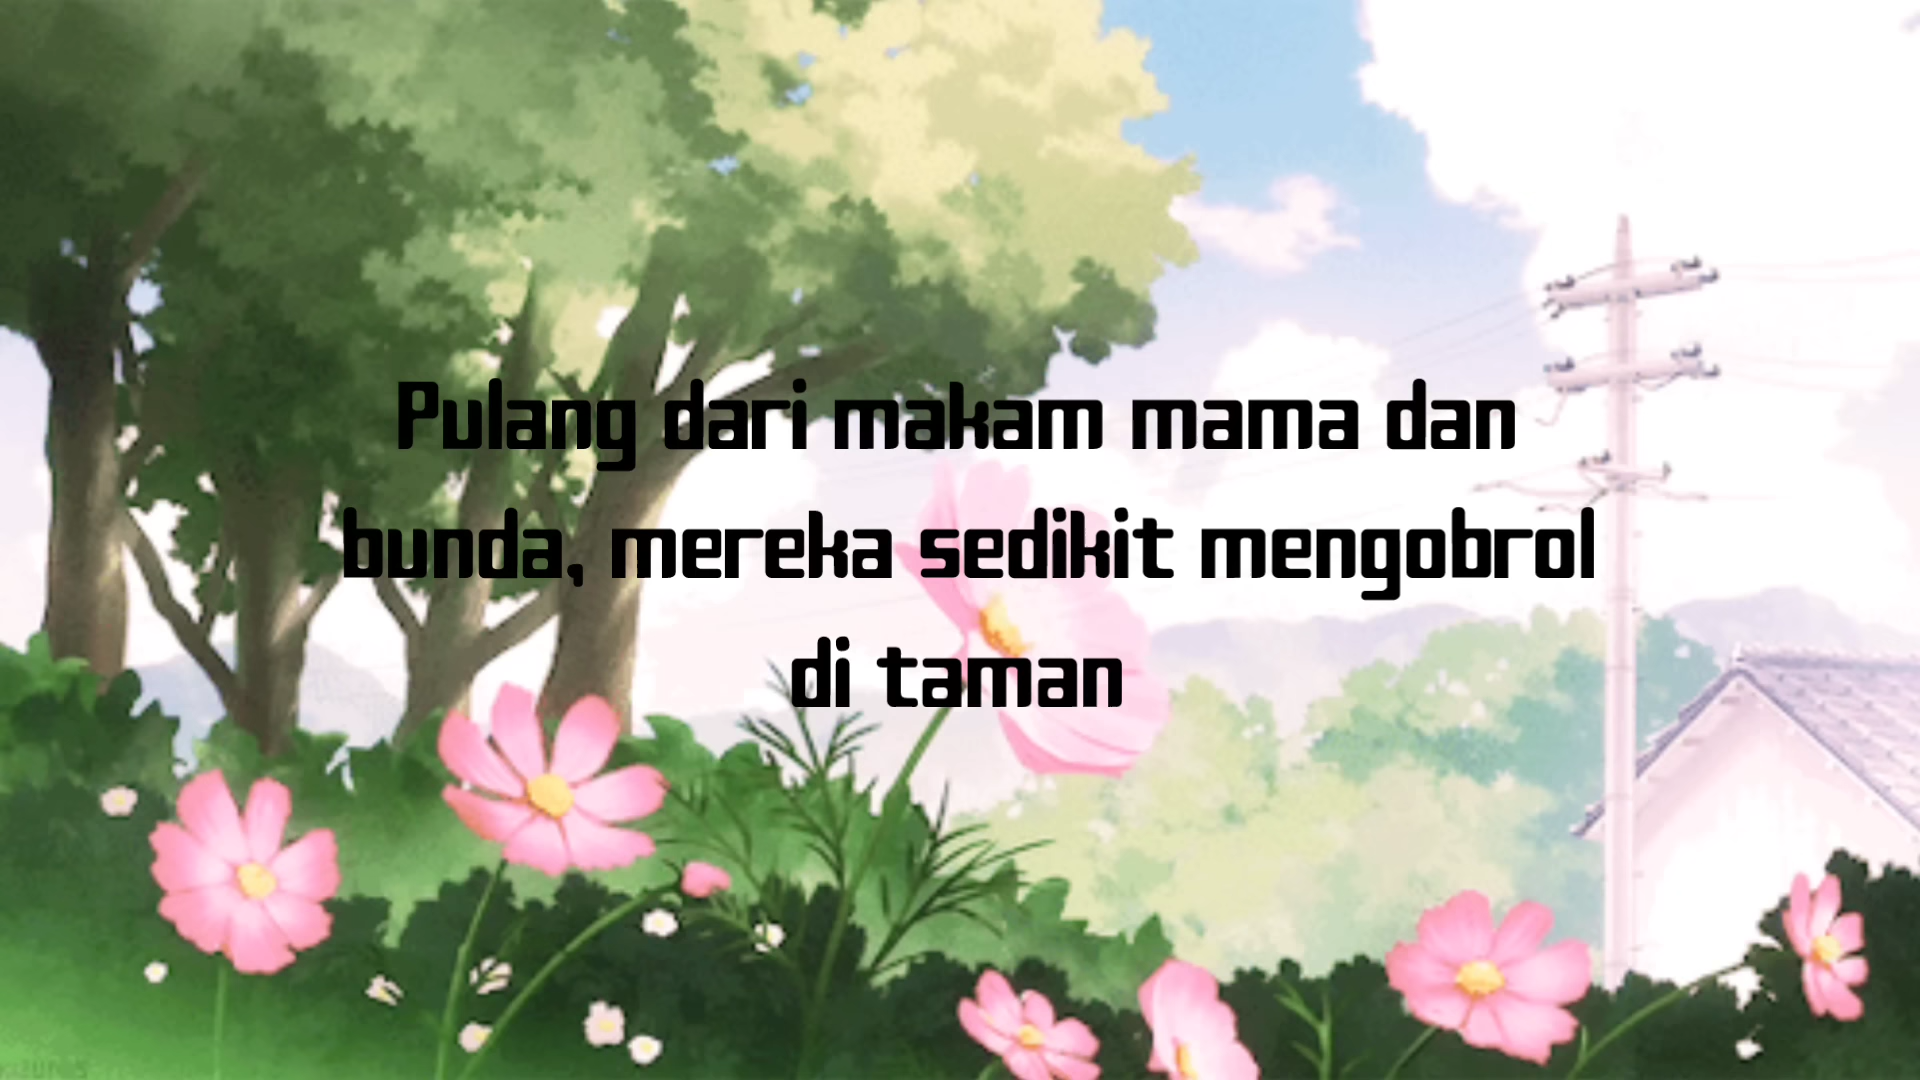 Pulang dari makam mama dan
bunda, mereka sedikit mengobrol
di taman